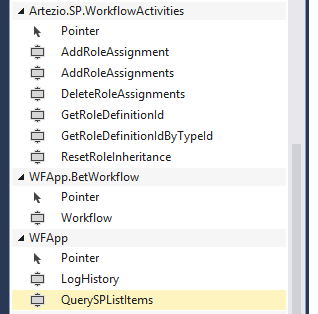 Artezio.SP.WorkflowActivities
Pointer
AddRoleAssignment
AddRoleAssignments
DeleteRoleAssignments
GetRoleDefinitionId
GetRoleDefinitionIdByTypeId
ResetRoleInheritance
WFApp.BetWorkflow
Pointer
Workflow
WFApp
Pointer
LogHistory
QuerySPListItems